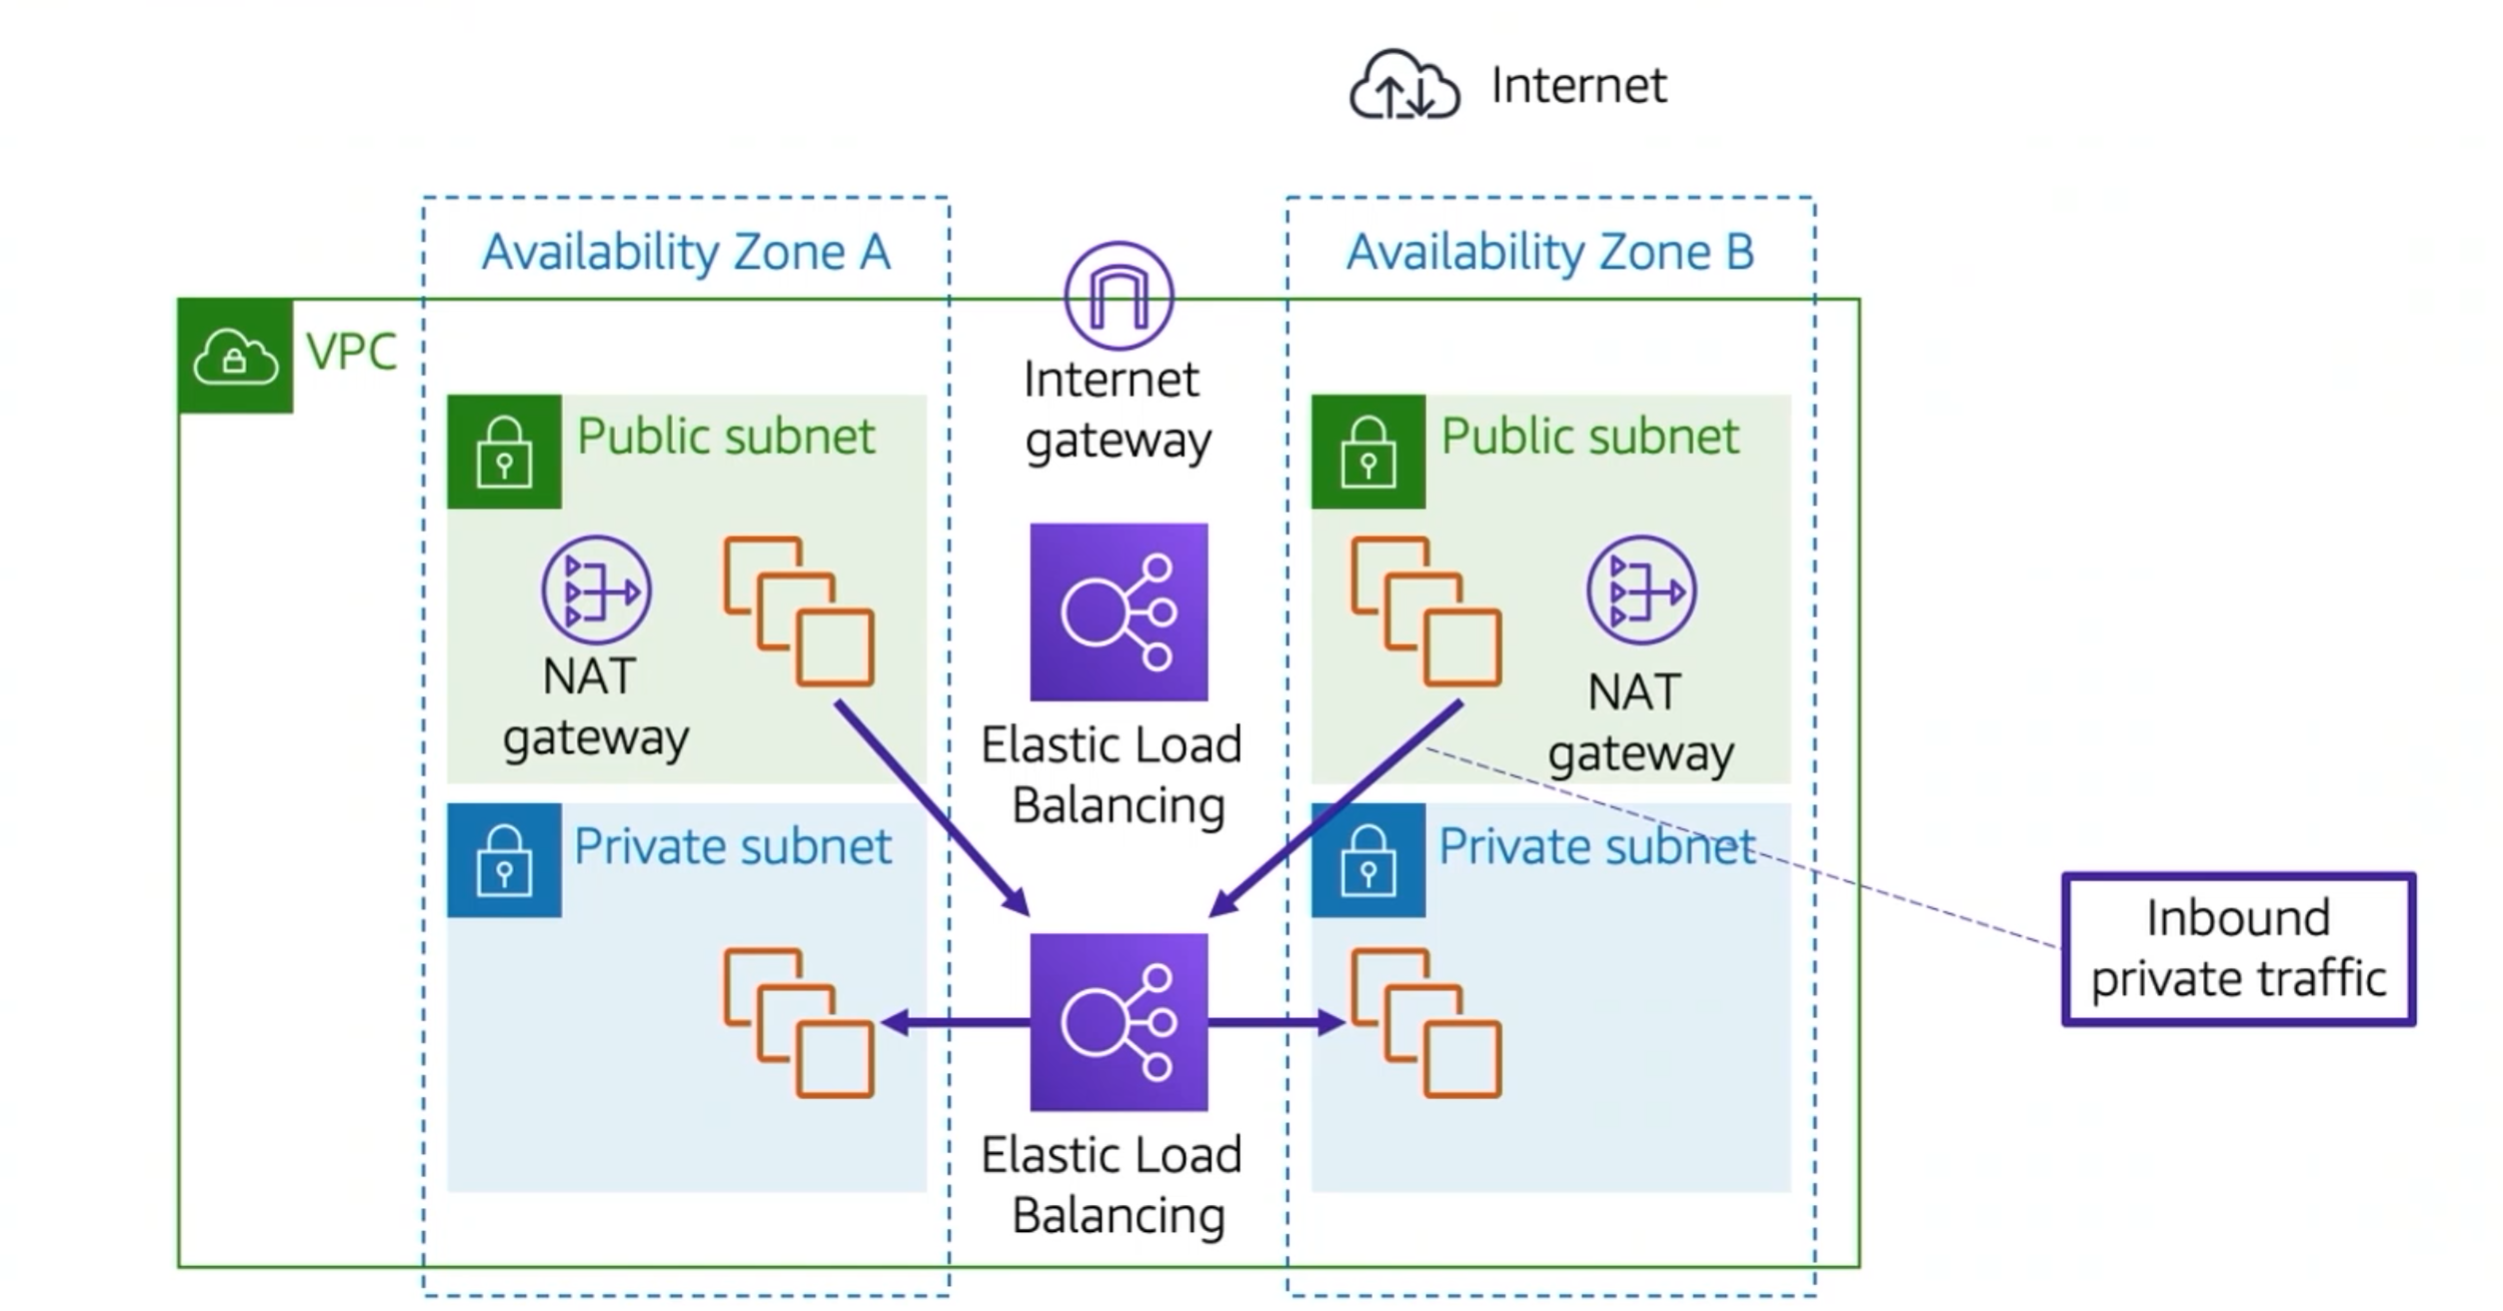 Internet
Availability Zone A
Availability Zone B
VPC
Internet
gateway
Public subnet
Public subnet
NAT
gateway
Elastic Load
Balancing
NAT
gateway
Private subnet
Private subnet
Inbound
private traffic
Elastic Load
Balancing